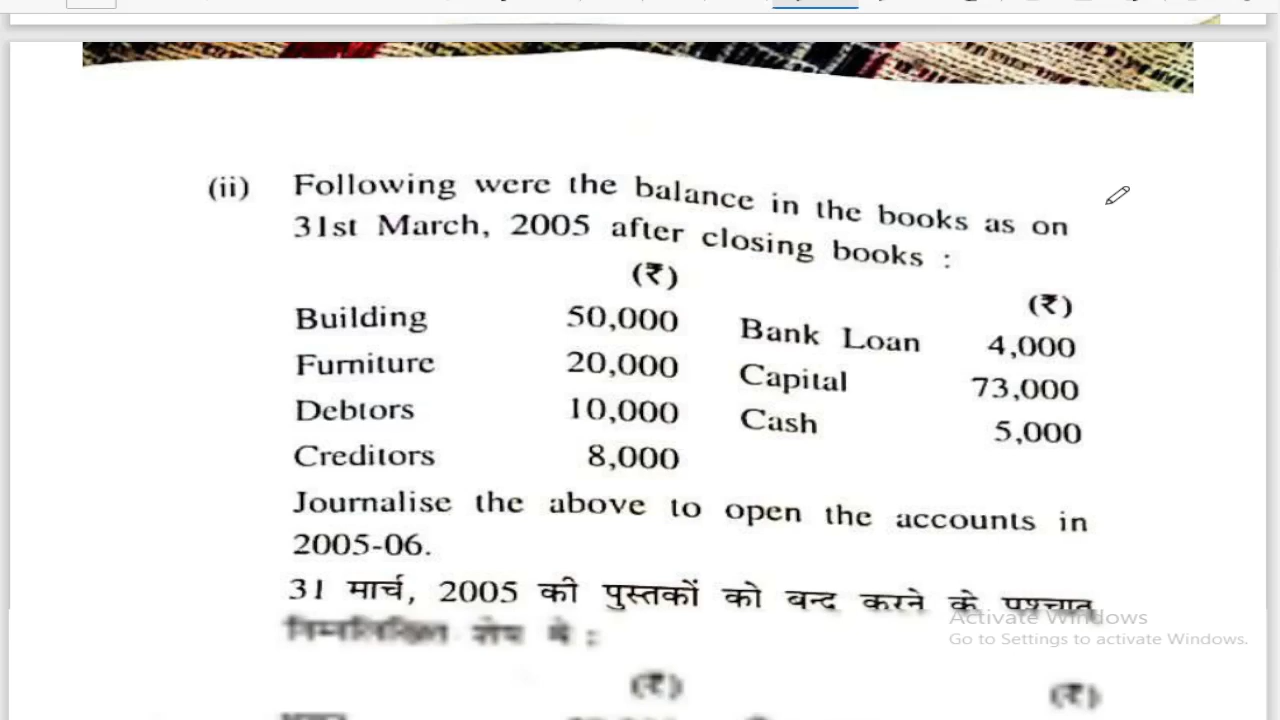 (ii) Following were the balance in the books as on
31st March, 2005 after closing books :
(₹) (₹)
Building 50,000 Bank Loan 4,000
Furniture 20,000 Capital 73,000
Debtors 10,000 Cash 5,000
Creditors 8,000
Journalise the above to open the accounts in
2005-06.
31 मार्च, 2005 की पुस्तकों को बन्द करने के पश्चात्
निम्नलिखित शेष थे :
(₹) (₹)
Activate Windows
Go to Settings to activate Windows.